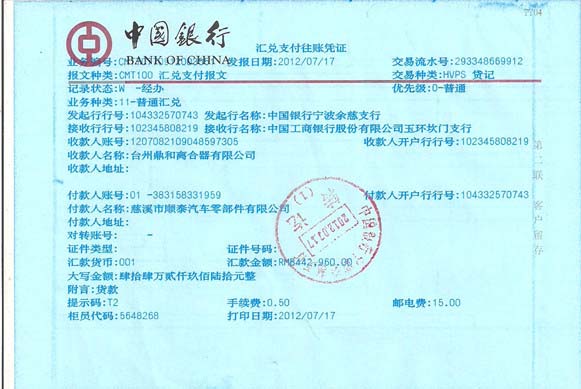 7204
中國銀行
BANK OF CHINA
汇兑支付往账凭证
发报日期:2012/07/17 交易流水号:293348669912
报文种类:CMT100 汇兑支付报文 交易种类:HVPS 贷记
记录状态:W -经办 优先级:0-普通
业务种类:11-普通汇兑
发起行行号:104332570743 发起行名称:中国银行宁波余慈支行
接收行行号:102345808219 接收行名称:中国工商银行股份有限公司玉环坎门支行
收款人账号:1207082109048597305 收款人开户行行号:102345808219
收款人名称:台州鼎和离合器有限公司
收款人地址:
付款人账号:01 -383158331959 付款人开户行行号:104332570743
付款人名称:慈溪市顺泰汽车零部件有限公司
付款人地址:
对转账号: -
证件类型: 证件号码:
汇款货币:001 汇款金额:RMB442,960.00
大写金额:肆拾肆万贰仟玖佰陆拾元整
附言:货款
提示码:T2 手续费:0.50 邮电费:15.00
柜员代码:5648268 打印日期:2012/07/17
第二联 客户留存
2012.07.17
(1)